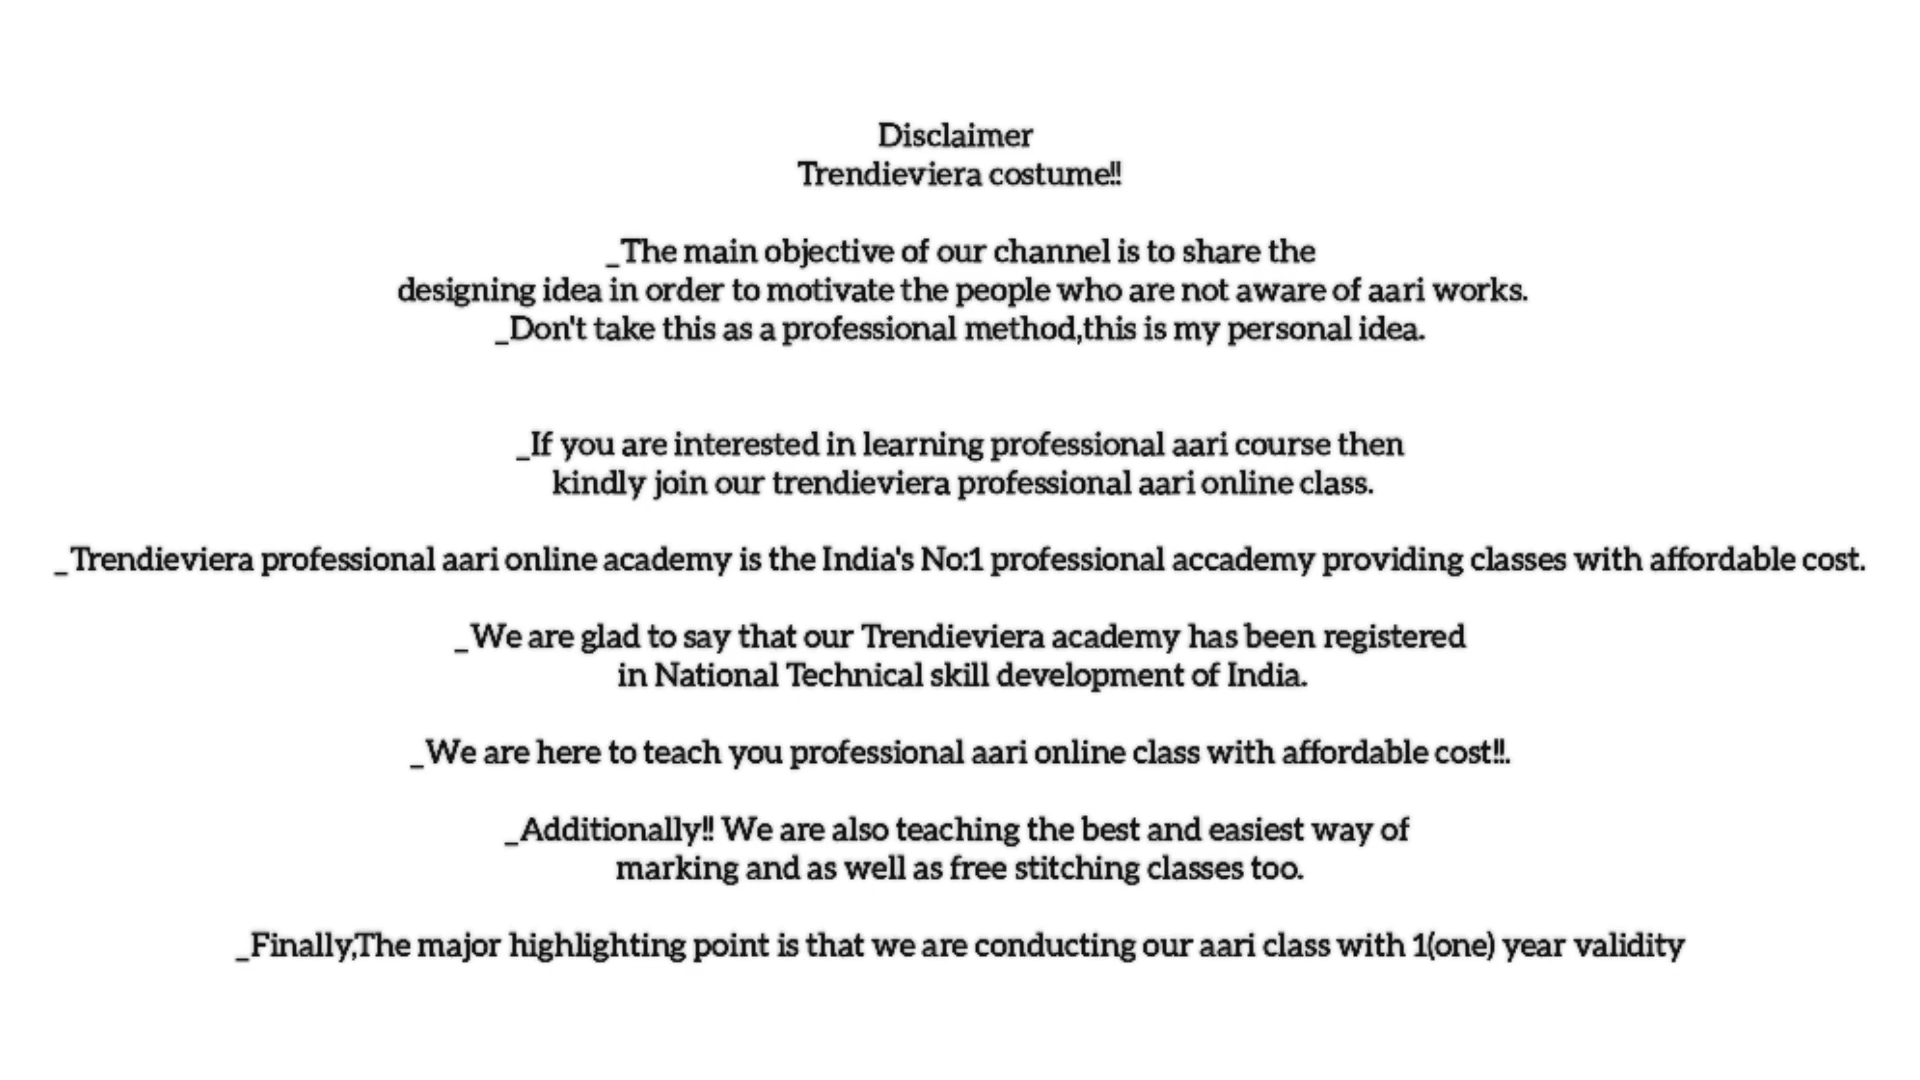 Disclaimer
Trendieviera costume!!
_The main objective of our channel is to share the
designing idea in order to motivate the people who are not aware of aari works.
_Don't take this as a professional method,this is my personal idea.
_If you are interested in learning professional aari course then
kindly join our trendieviera professional aari online class.
_Trendieviera professional aari online academy is the India's No:1 professional accademy providing classes with affordable cost.
_We are glad to say that our Trendieviera academy has been registered
in National Technical skill development of India.
_We are here to teach you professional aari online class with affordable cost!!.
_Additionally!! We are also teaching the best and easiest way of
marking and as well as free stitching classes too.
_Finally,The major highlighting point is that we are conducting our aari class with 1(one) year validity